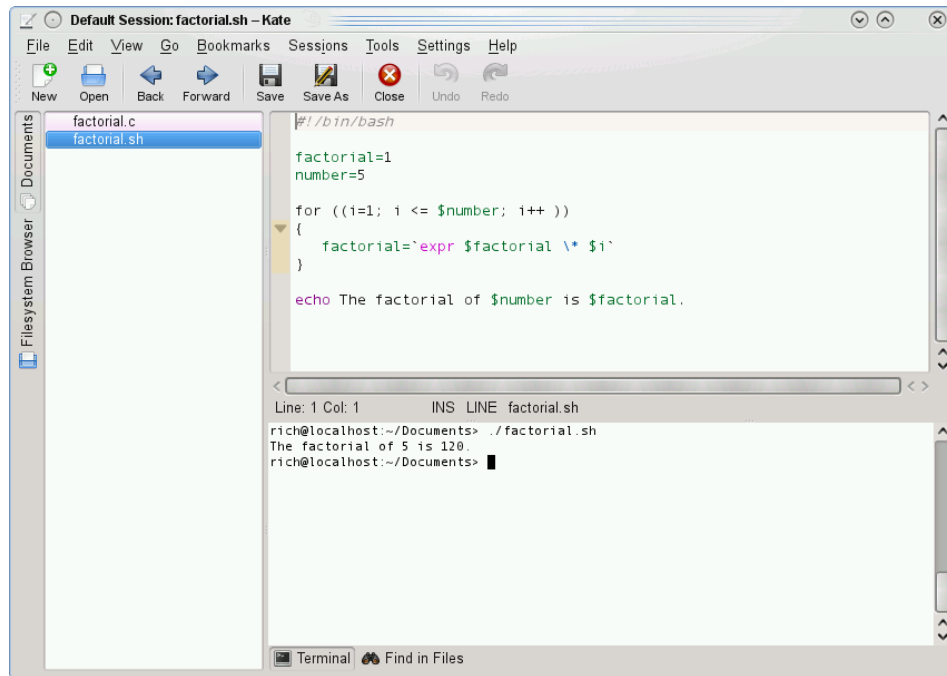 Default Session: factorial.sh – Kate
File Edit View Go Bookmarks Sessions Tools Settings Help
New Open Back Forward Save Save As Close Undo Redo
Documents
Filesystem Browser
factorial.c
factorial.sh
#!/bin/bash
factorial=1
number=5
for ((i=1; i <= $number; i++ ))
{
factorial=`expr $factorial \* $i`
}
echo The factorial of $number is $factorial.
Line: 1 Col: 1 INS LINE factorial.sh
rich@localhost:~/Documents> ./factorial.sh
The factorial of 5 is 120.
rich@localhost:~/Documents>
Terminal Find in Files